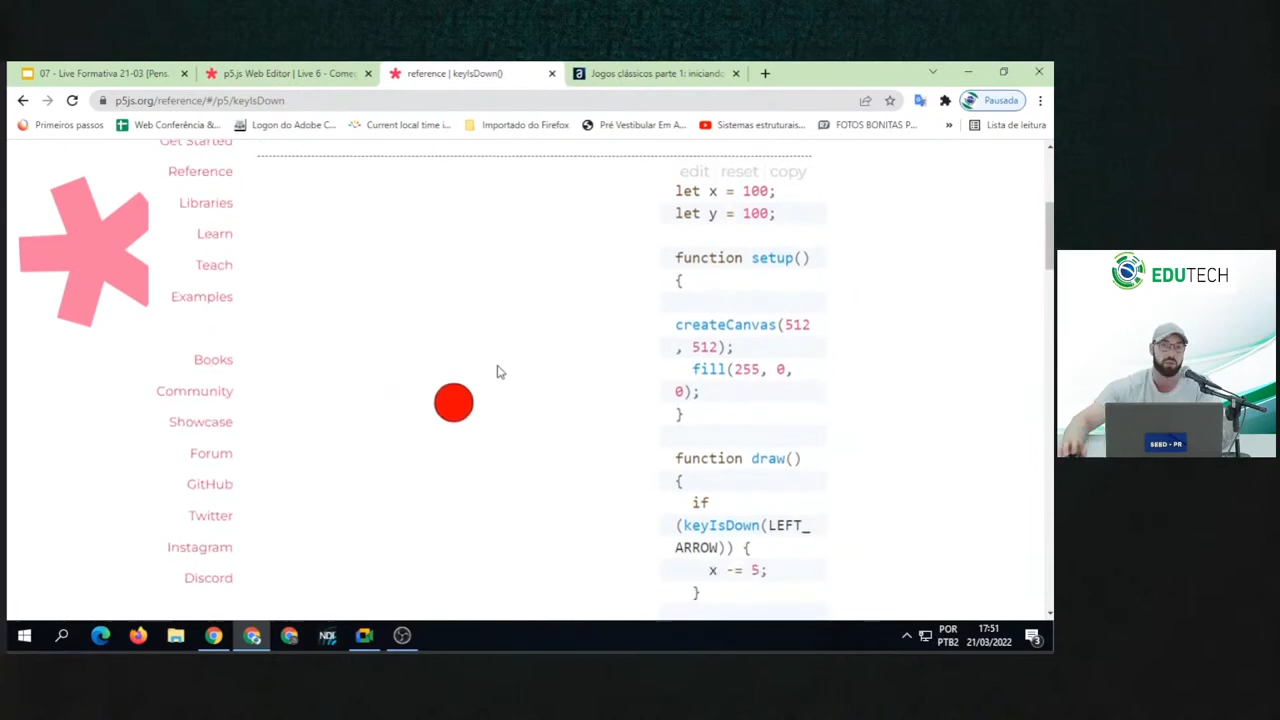 07 - Live Formativa 21-03 [Pens.
p5.js Web Editor | Live 6 - Come
reference | keyIsDown()
Jogos clássicos parte 1: iniciand
p5js.org/reference/#/p5/keyIsDown
Pausada
Primeiros passos
Web Conferência &...
Logon do Adobe C...
Current local time i...
Importado do Firefox
Pré Vestibular Em A...
Sistemas estruturais...
FOTOS BONITAS P...
»
Lista de leitura
Get Started
Reference
Libraries
Learn
Teach
Examples
Books
Community
Showcase
Forum
GitHub
Twitter
Instagram
Discord
edit | reset | copy
let x = 100;
let y = 100;
function setup()
{
createCanvas(512
, 512);
fill(255, 0,
0);
}
function draw()
{
if
(keyIsDown(LEFT_
ARROW)) {
x -= 5;
}
EDUTECH
SEED - PR
NDI
POR
PTB2
17:51
21/03/2022
3